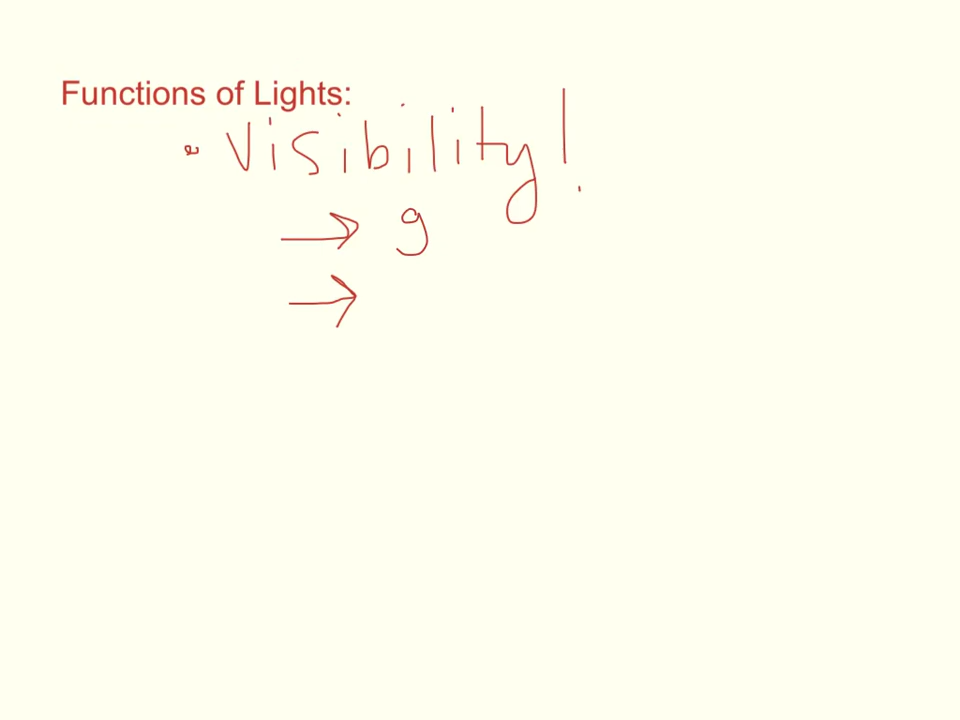 Functions of Lights:
• Visibility!
→ g
→